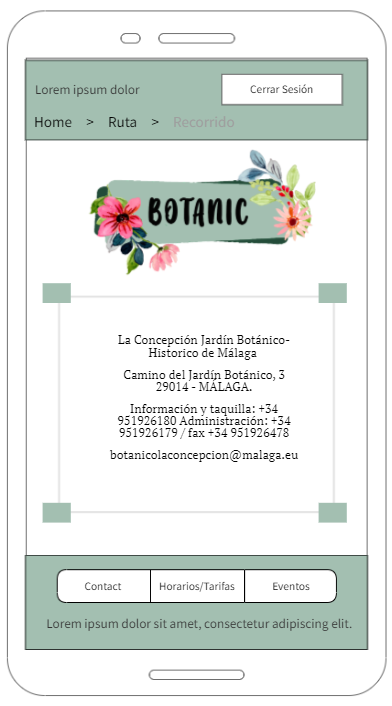 Lorem ipsum dolor
Cerrar Sesión
Home > Ruta > Recorrido
BOTANIC
La Concepción Jardín Botánico-
Historico de Málaga
Camino del Jardín Botánico, 3
29014 - MÁLAGA.
Información y taquilla: +34
951926180 Administración: +34
951926179 / fax +34 951926478
botanicolaconcepcion@malaga.eu
Contact
Horarios/Tarifas
Eventos
Lorem ipsum dolor sit amet, consectetur adipiscing elit.